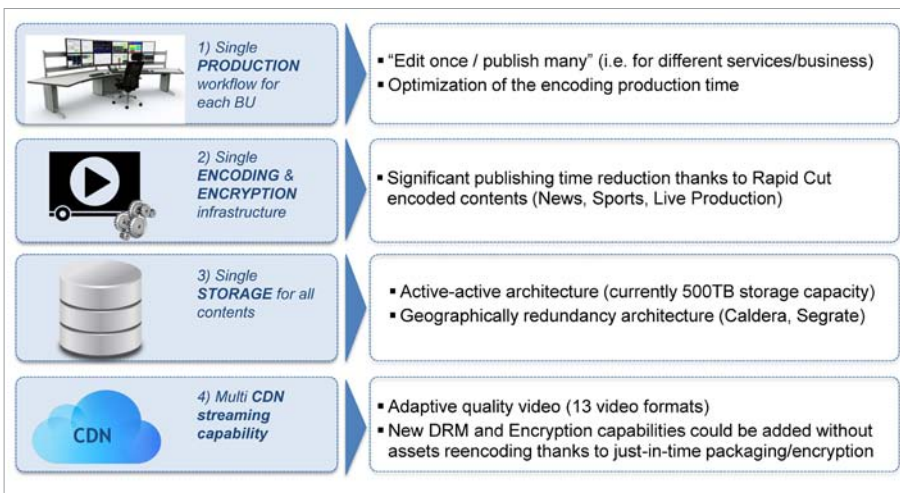 1) Single
PRODUCTION
workflow for
each BU
▪ “Edit once / publish many” (i.e. for different services/business)
▪ Optimization of the encoding production time
2) Single
ENCODING &
ENCRYPTION
infrastructure
▪ Significant publishing time reduction thanks to Rapid Cut
encoded contents (News, Sports, Live Production)
3) Single
STORAGE for all
contents
▪ Active-active architecture (currently 500TB storage capacity)
▪ Geographically redundancy architecture (Caldera, Segrate)
CDN
4) Multi CDN
streaming
capability
▪ Adaptive quality video (13 video formats)
▪ New DRM and Encryption capabilities could be added without
assets reencoding thanks to just-in-time packaging/encryption